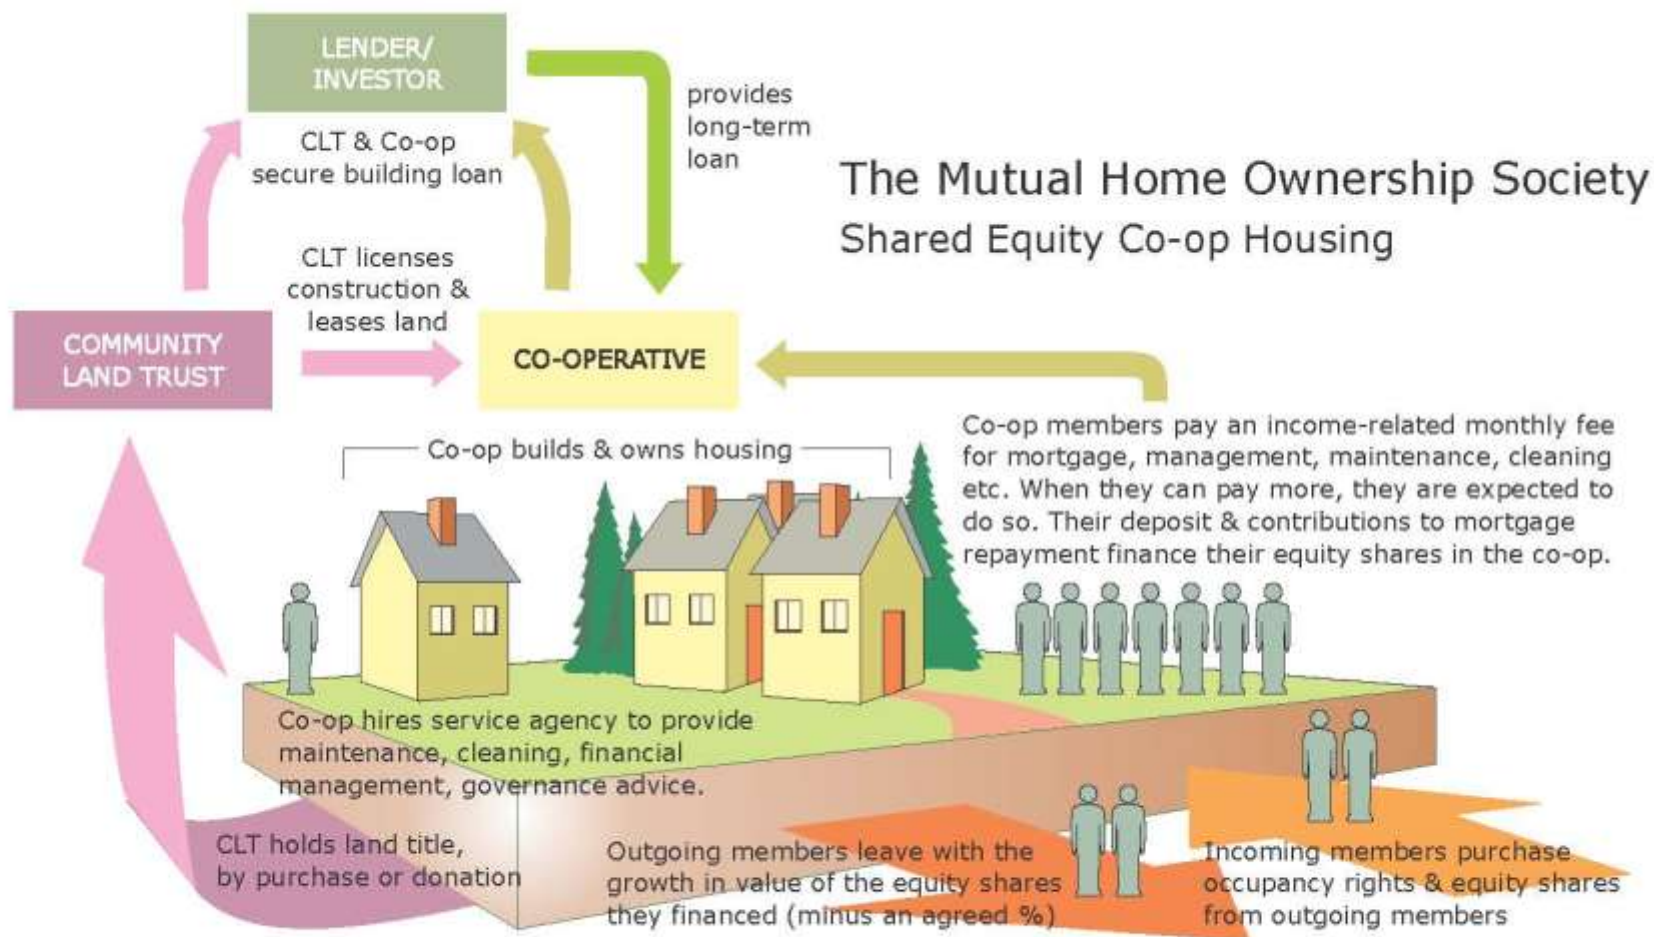 LENDER/
INVESTOR
provides
long-term
loan
CLT & Co-op
secure building loan
The Mutual Home Ownership Society
Shared Equity Co-op Housing
CLT licenses
construction &
leases land
COMMUNITY
LAND TRUST
CO-OPERATIVE
Co-op members pay an income-related monthly fee
for mortgage, management, maintenance, cleaning
etc. When they can pay more, they are expected to
do so. Their deposit & contributions to mortgage
repayment finance their equity shares in the co-op.
Co-op builds & owns housing
Co-op hires service agency to provide
maintenance, cleaning, financial
management, governance advice.
CLT holds land title,
by purchase or donation
Outgoing members leave with the
growth in value of the equity shares
they financed (minus an agreed %)
Incoming members purchase
occupancy rights & equity shares
from outgoing members